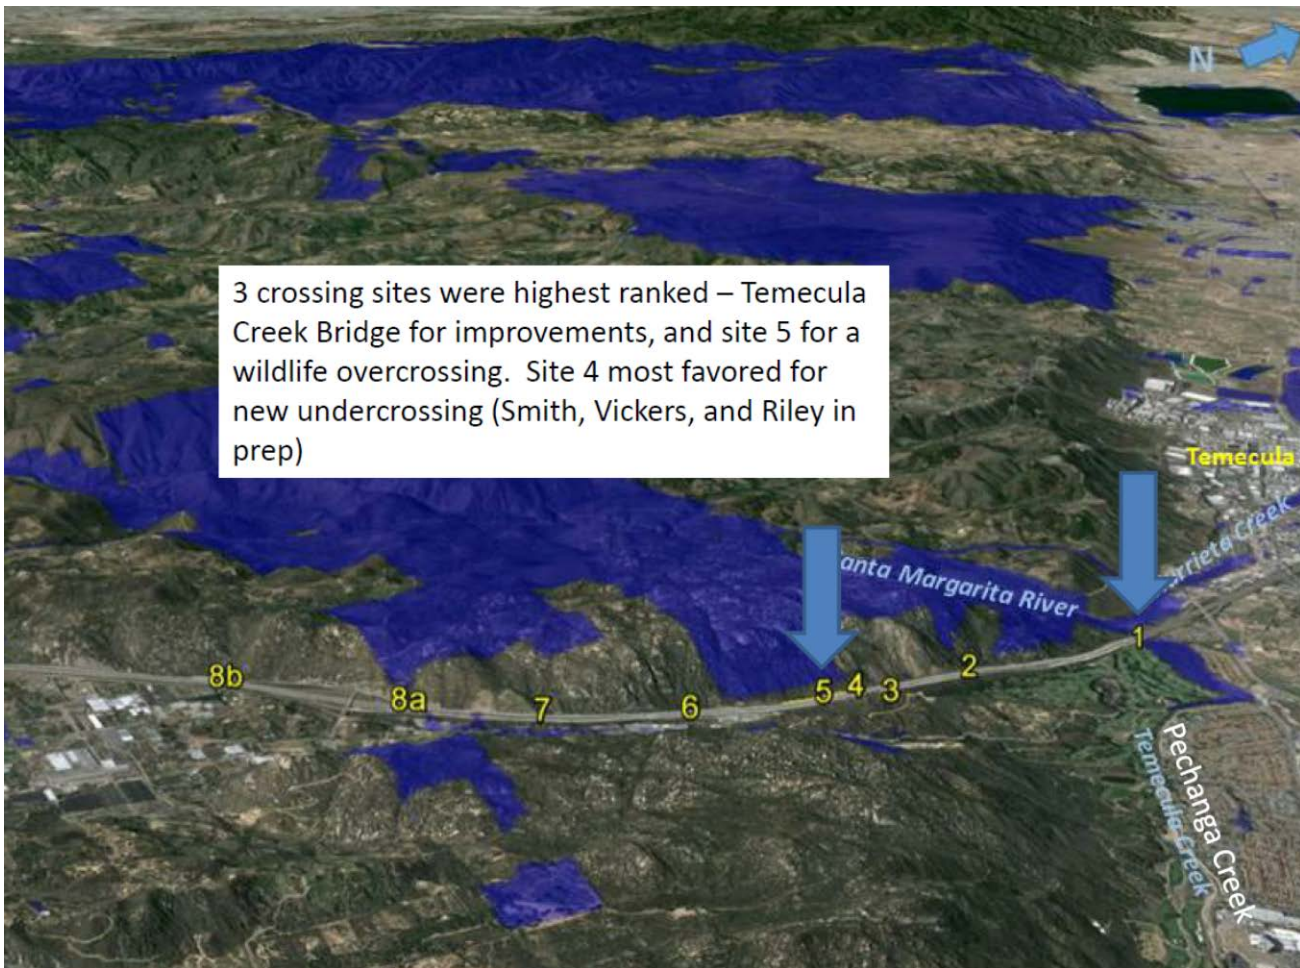 N
3 crossing sites were highest ranked – Temecula
Creek Bridge for improvements, and site 5 for a
wildlife overcrossing.  Site 4 most favored for
new undercrossing (Smith, Vickers, and Riley in
prep)
Temecula
anta Margarita River
urrieta Creek
1
2
3
4
5
6
7
8a
8b
Pechanga Creek
Temecula Creek